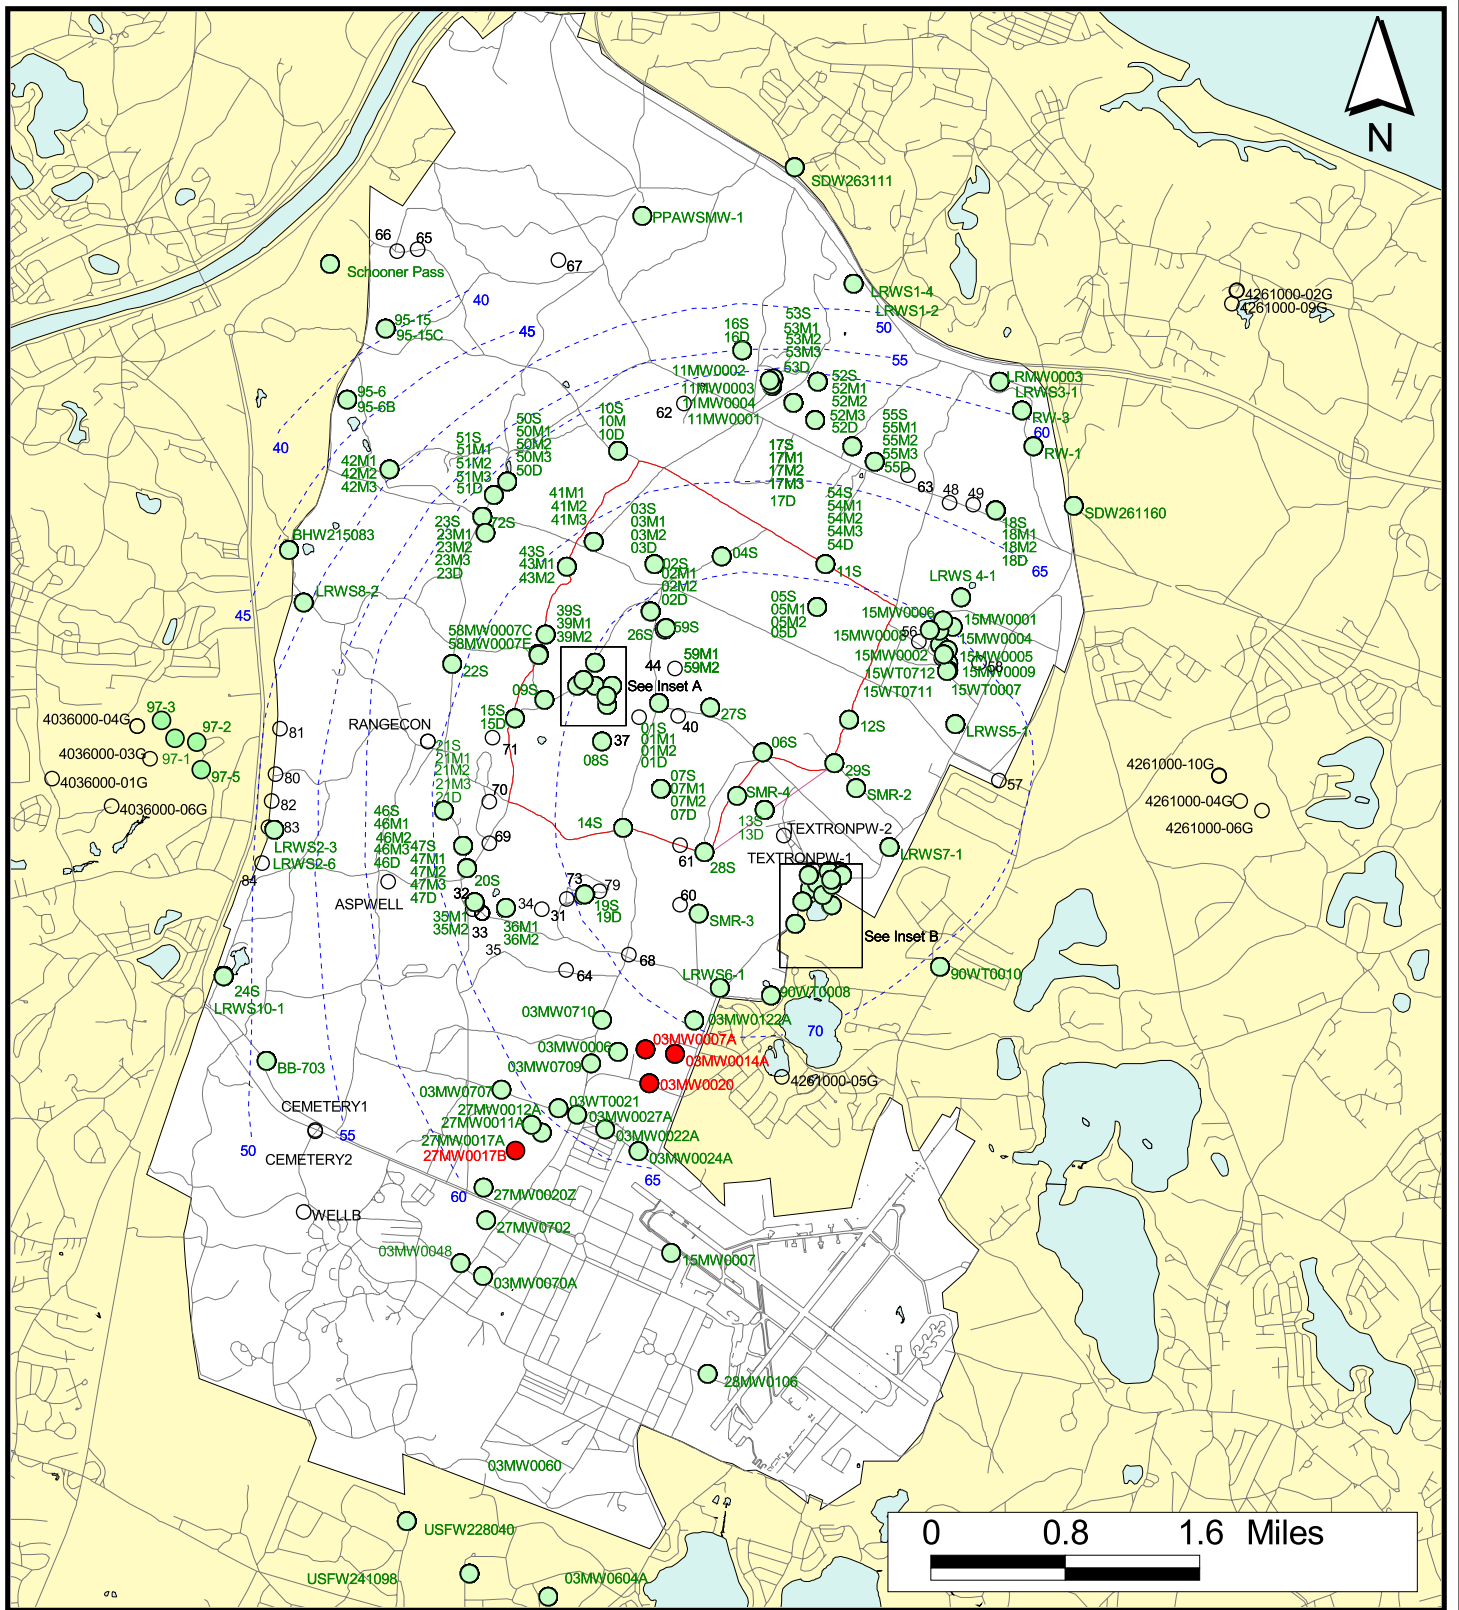 N
SDW263111
PPAWSMW-1
66
65
67
Schooner Pass
4261000-02G
4261000-09G
40
LRWS1-4
LRWS1-2
50
95-15
95-15C
45
16S
16D
53S
53M1
53M2
53M3
53D
55
11MW0002
11MW0003
11MW0004
11MW0001
52S
52M1
52M2
52M3
52D
LRMW0003
LRWS3-1
RW-3
60
RW-1
95-6
95-6B
62
10S
10M
10D
50S
50M1
50M2
50M3
50D
55S
55M1
55M2
55M3
55D
40
51S
51M1
51M2
51M3
51D
42M1
42M2
42M3
17S
17M1
17M2
17M3
17D
63
48
49
SDW261160
41M1
41M2
41M3
03S
03M1
03M2
03D
54S
54M1
54M2
54M3
54D
18S
18M1
18M2
18D
23S
23M1
23M2
23M3
23D
72S
BHW215083
43S
43M1
43M2
02S
02M1
02M2
02D
04S
11S
65
LRWS 4-1
LRWS8-2
45
39S
39M1
39M2
05S
05M1
05M2
05D
15MW0006
15MW0001
58MW0007C
58MW0007E
26S
59S
15MW0008
56
15MW0004
15MW0002
15MW0005
58
59M1
59M2
44
22S
15WT0712
15MW0009
15WT0711
15WT0007
See Inset A
09S
97-3
4036000-04G
97-2
RANGECON
15S
15D
27S
40
12S
LRWS5-1
81
71
37
01S
01M1
01M2
01D
06S
4036000-03G
97-1
21S
21M1
21M2
21M3
21D
08S
97-5
4036000-01G
80
29S
4261000-10G
07S
07M1
07M2
07D
57
70
SMR-4
SMR-2
4036000-06G
82
4261000-04G
46S
46M1
46M2
46M3
46D
13S
13D
4261000-06G
83
14S
TEXTRONPW-2
LRWS2-3
47S
47M1
47M2
47M3
47D
69
LRWS7-1
LRWS2-6
61
28S
TEXTRONPW-1
84
20S
73
79
ASPWELL
32
34
31
19S
19D
60
SMR-3
35M1
35M2
33
36M1
36M2
See Inset B
35
68
64
90WT0010
LRWS6-1
24S
LRWS10-1
90WT0008
03MW0710
03MW0122A
70
03MW0007A
03MW0006
03MW0014A
BB-703
03MW0709
4261000-05G
03MW0020
03MW0707
CEMETERY1
27MW0012A
03WT0021
27MW0011A
03MW0027A
55
27MW0017A
03MW0022A
50
CEMETERY2
27MW0017B
03MW0024A
60
65
27MW0020Z
WELLB
27MW0702
03MW0048
15MW0007
03MW0070A
28MW0106
03MW0060
USFW228040
0 0.8 1.6 Miles
USFW241098
03MW0604A